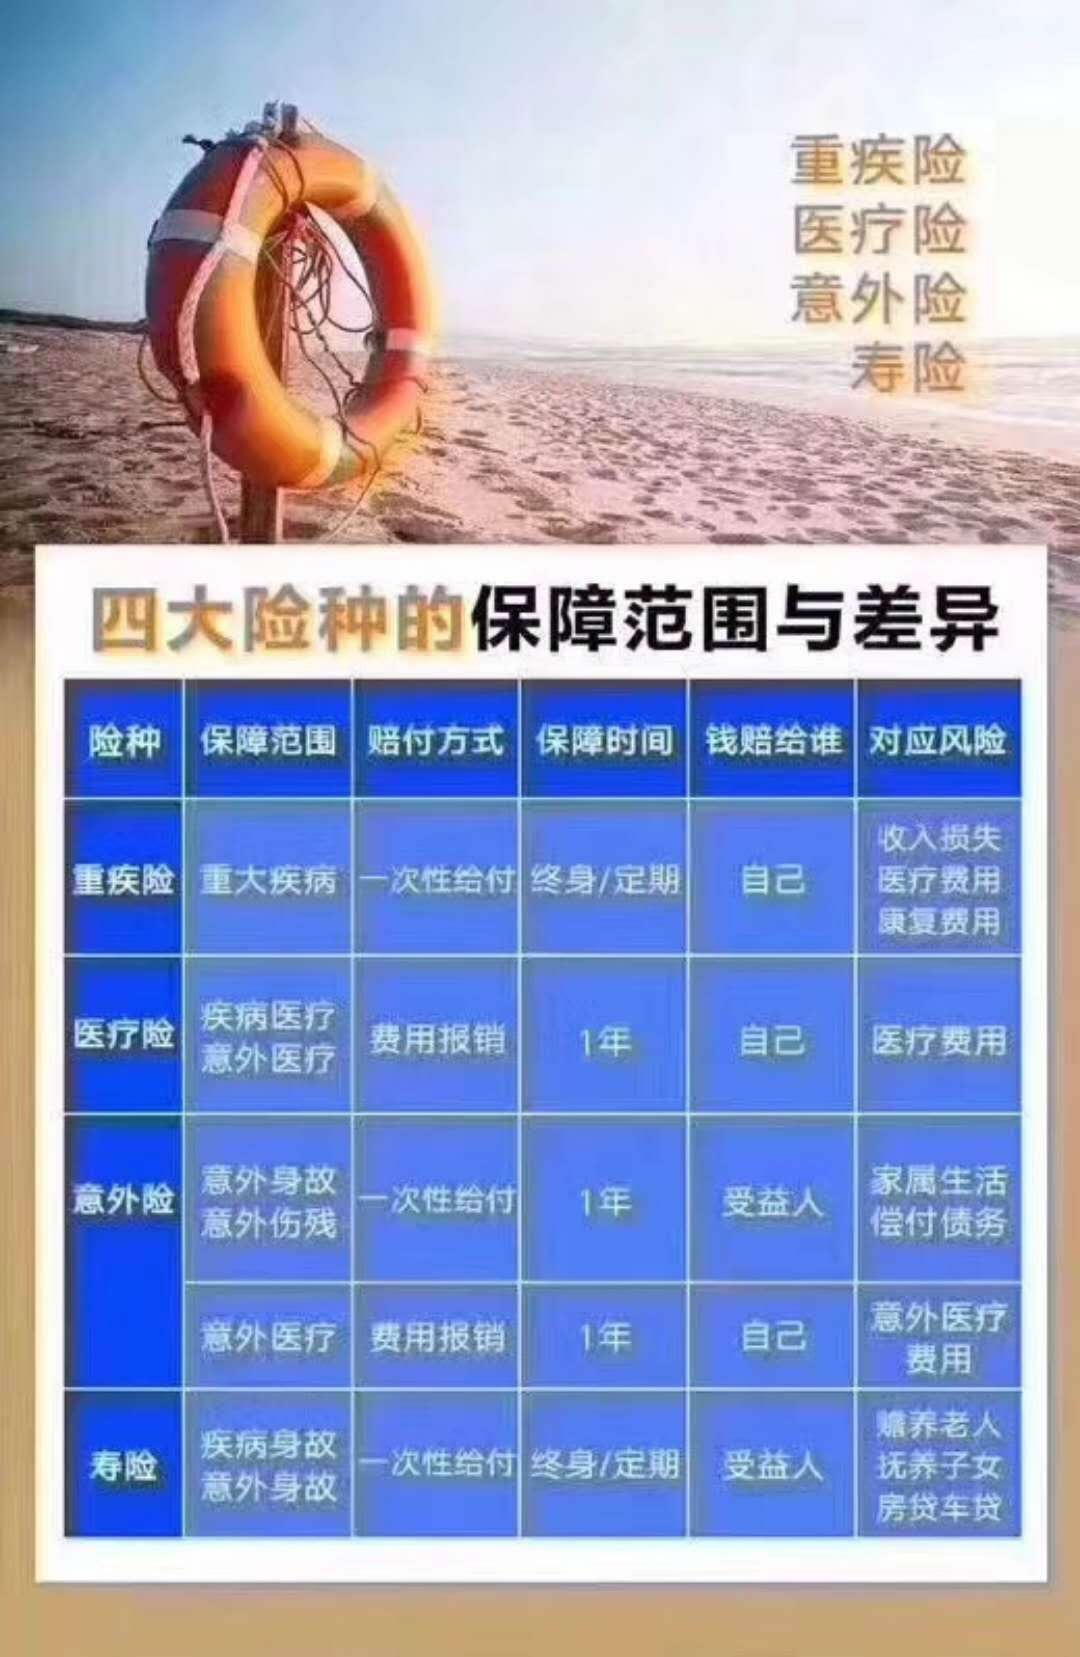 重疾险
医疗险
意外险
寿险
四大险种的保障范围与差异
险种 保障范围 赔付方式 保障时间 钱赔给谁 对应风险
重疾险 重大疾病 一次性给付 终身/定期 自己 收入损失
医疗费用
康复费用
医疗险 疾病医疗
意外医疗 费用报销 1年 自己 医疗费用
意外险 意外身故
意外伤残 一次性给付 1年 受益人 家属生活
偿付债务
意外医疗 费用报销 1年 自己 意外医疗
费用
寿险 疾病身故
意外身故 一次性给付 终身/定期 受益人 赡养老人
抚养子女
房贷车贷